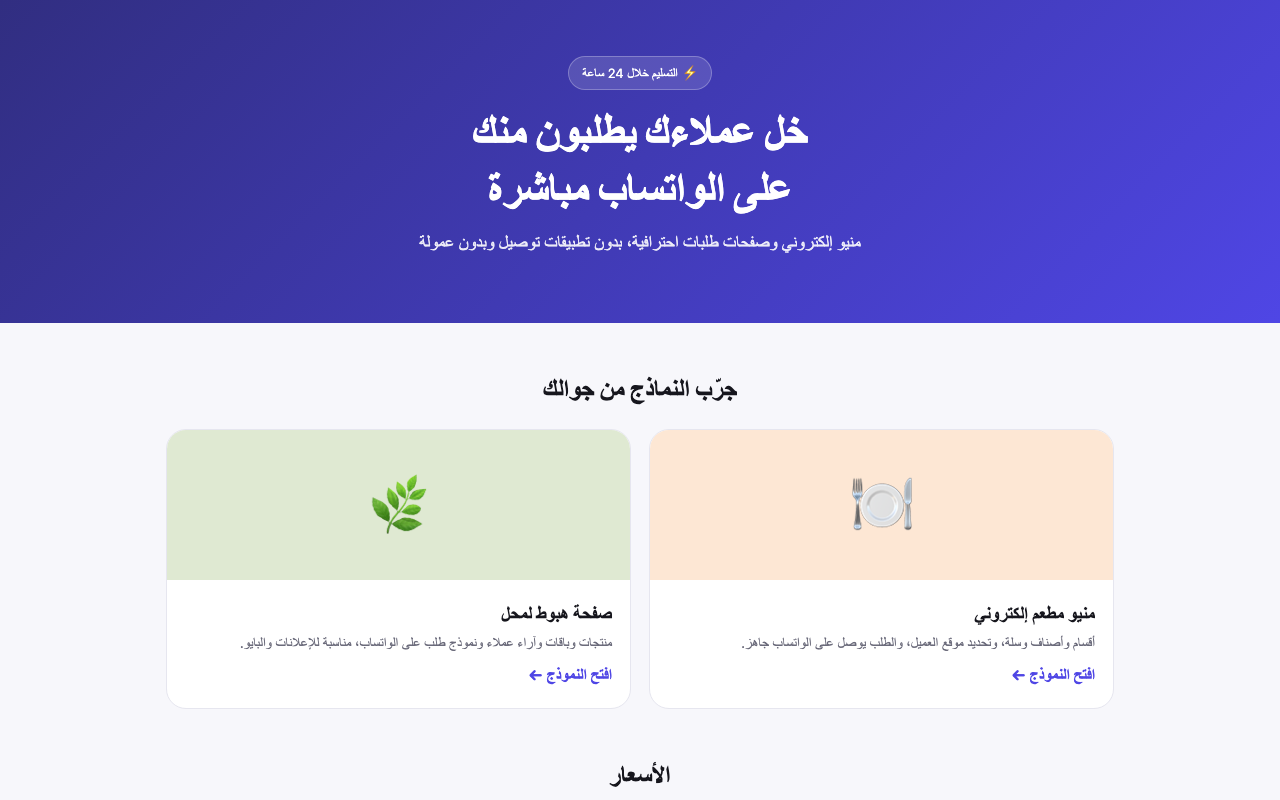 ⚡ التسليم خلال 24 ساعة
خل عملاءك يطلبون منك
على الواتساب مباشرة
منيو إلكتروني وصفحات طلبات احترافية، بدون تطبيقات توصيل وبدون عمولة
جرّب النماذج من جوالك
منيو مطعم إلكتروني
أقسام وأصناف وسلة، وتحديد موقع العميل، والطلب يوصل على الواتساب جاهز.
افتح النموذج ←
صفحة هبوط لمحل
منتجات وباقات وآراء عملاء ونموذج طلب على الواتساب، مناسبة للإعلانات والبايو.
افتح النموذج ←
الأسعار